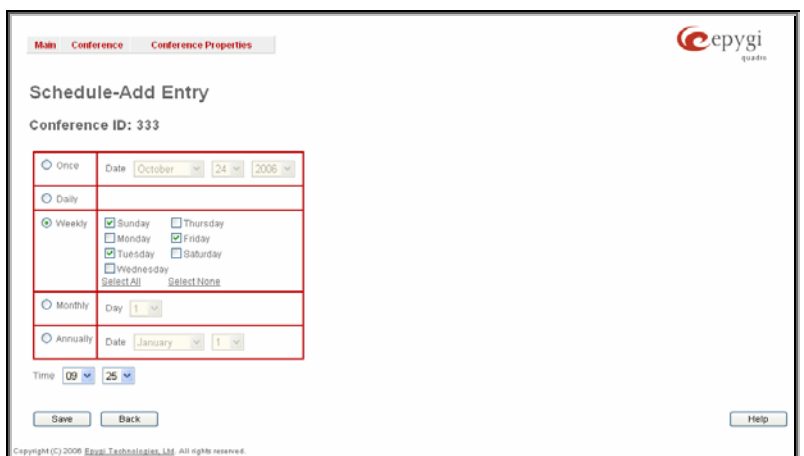 Main Conference Conference Properties
epygi
quadro
Schedule-Add Entry
Conference ID: 333
Once Date October 24 2006
Daily
Weekly Sunday Thursday
Monday Friday
Tuesday Saturday
Wednesday
Select All Select None
Monthly Day 1
Annually Date January 1
Time 09 25
Save Back Help
Copyright (C) 2006 Epygi Technologies, Ltd. All rights reserved.